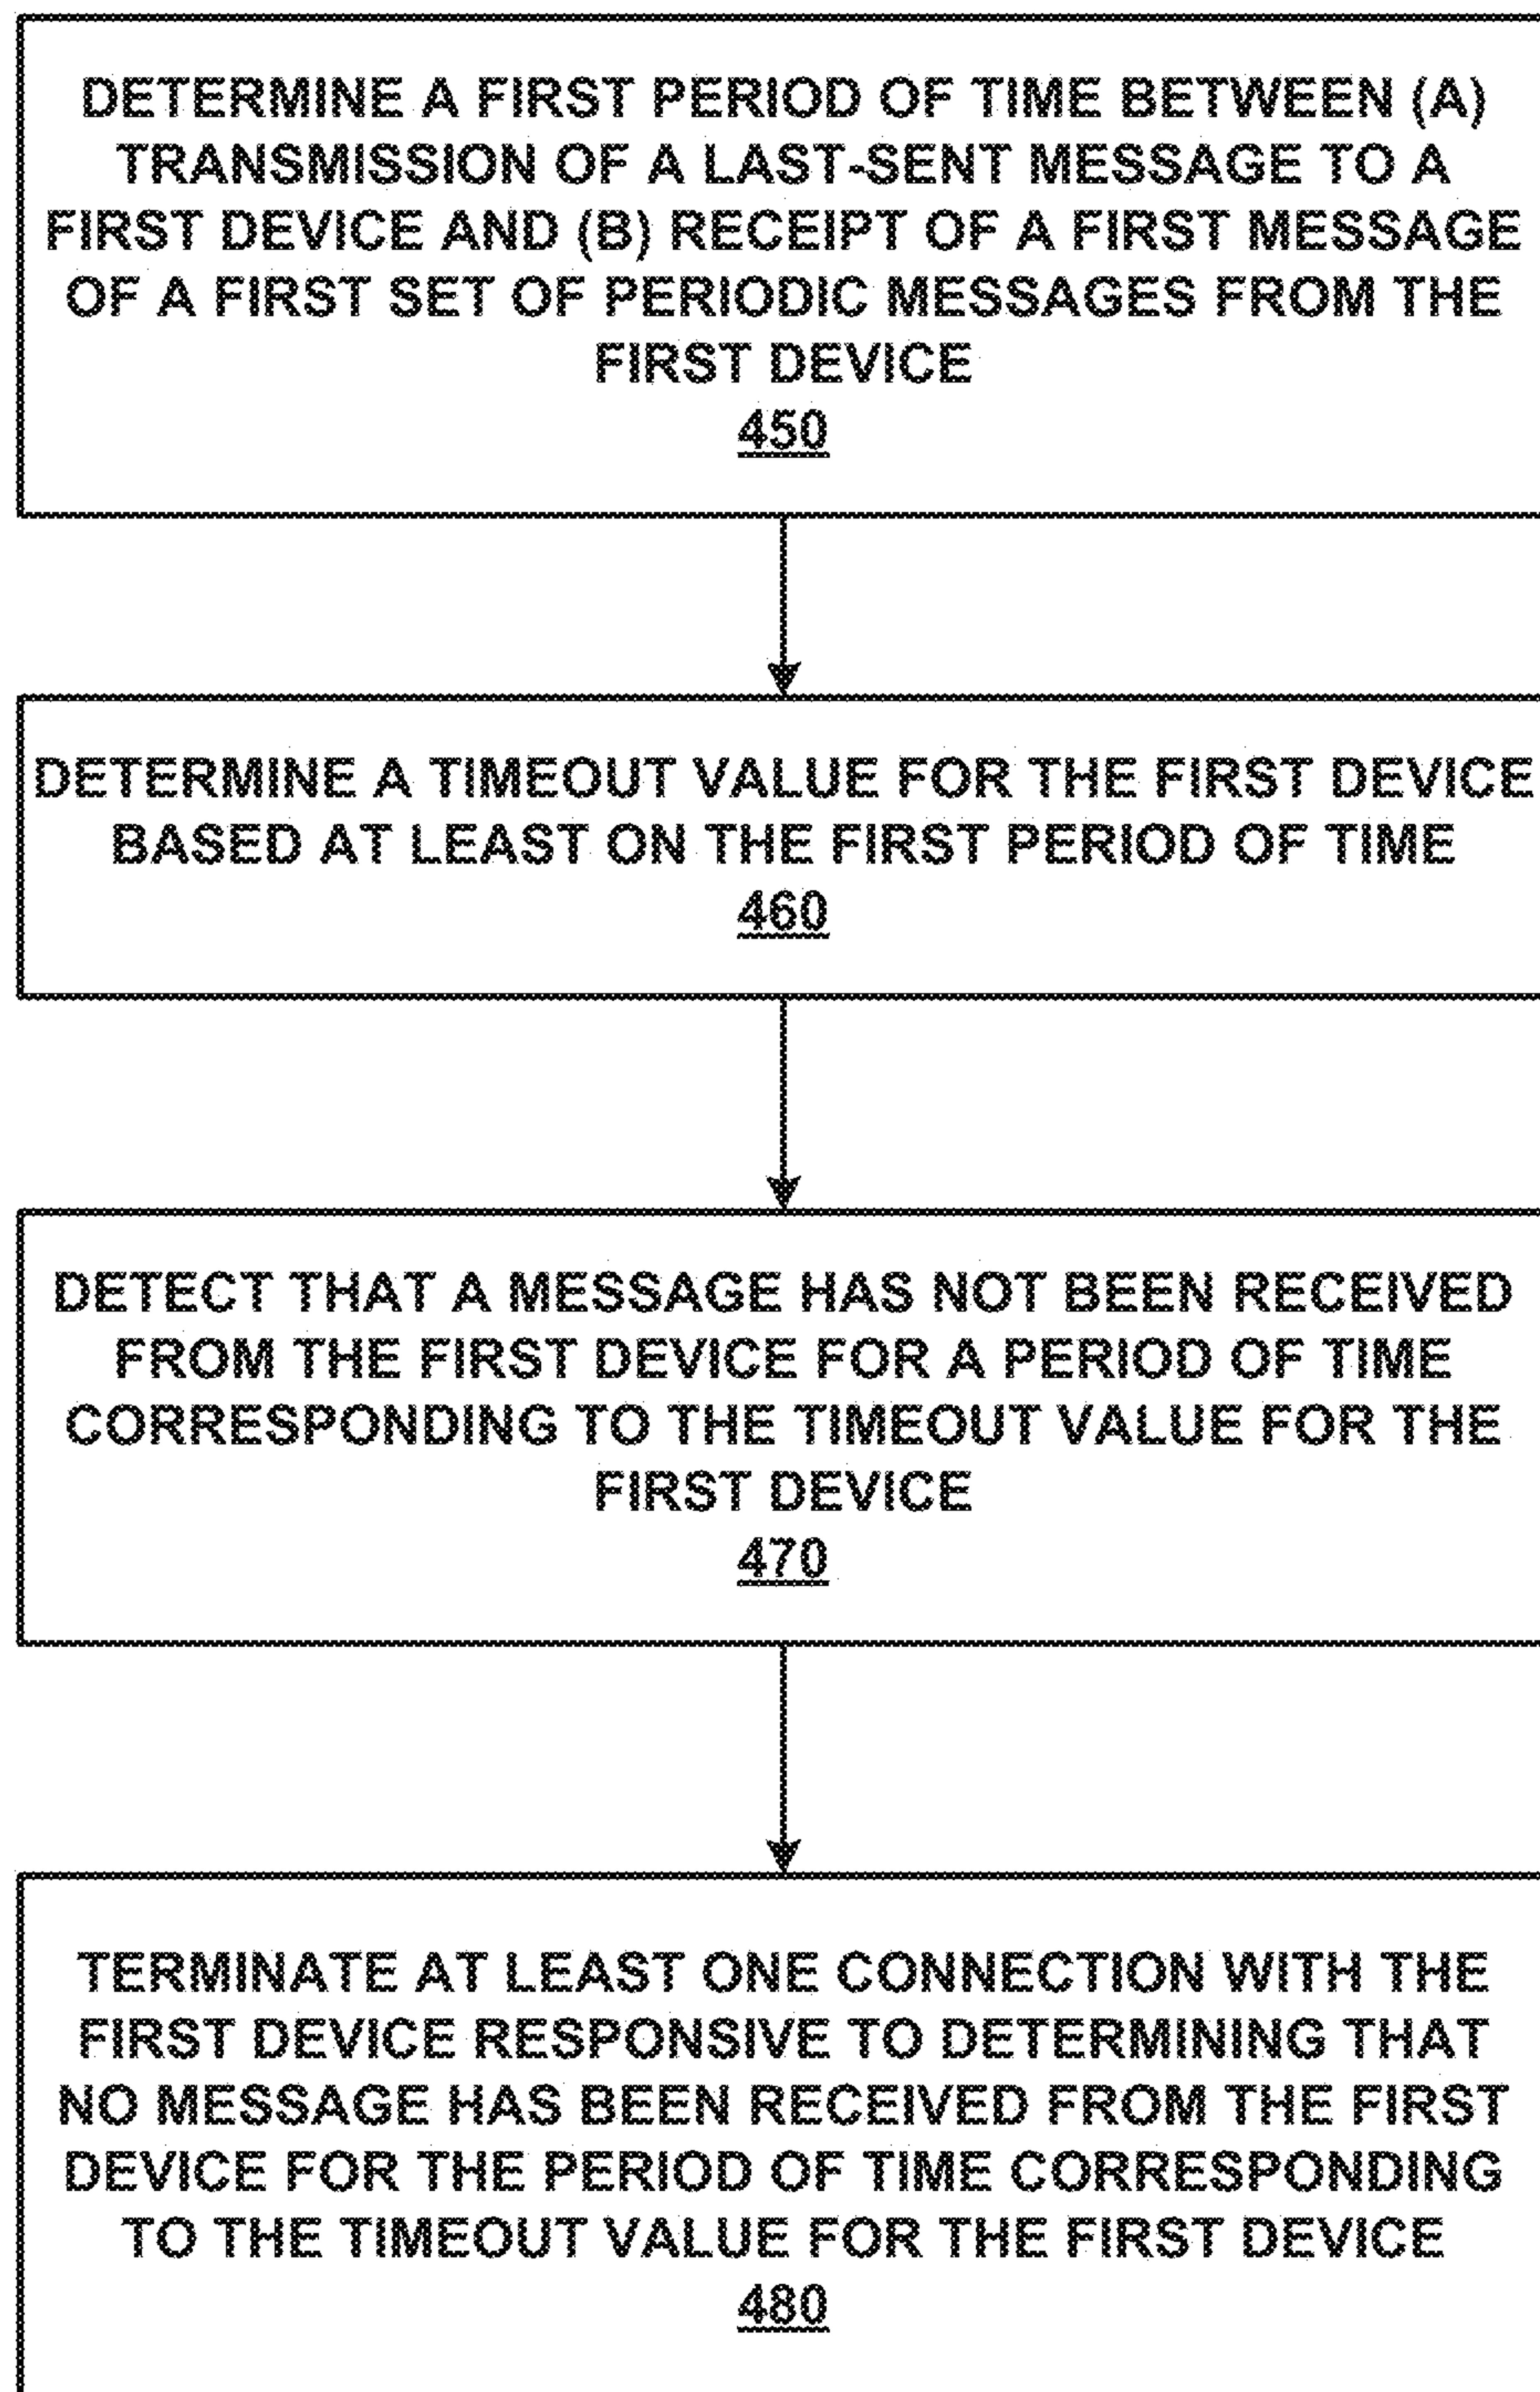 DETERMINE A FIRST PERIOD OF TIME BETWEEN (A)
TRANSMISSION OF A LAST-SENT MESSAGE TO A
FIRST DEVICE AND (B) RECEIPT OF A FIRST MESSAGE
OF A FIRST SET OF PERIODIC MESSAGES FROM THE
FIRST DEVICE
450
DETERMINE A TIMEOUT VALUE FOR THE FIRST DEVICE
BASED AT LEAST ON THE FIRST PERIOD OF TIME
460
DETECT THAT A MESSAGE HAS NOT BEEN RECEIVED
FROM THE FIRST DEVICE FOR A PERIOD OF TIME
CORRESPONDING TO THE TIMEOUT VALUE FOR THE
FIRST DEVICE
470
TERMINATE AT LEAST ONE CONNECTION WITH THE
FIRST DEVICE RESPONSIVE TO DETERMINING THAT
NO MESSAGE HAS BEEN RECEIVED FROM THE FIRST
DEVICE FOR THE PERIOD OF TIME CORRESPONDING
TO THE TIMEOUT VALUE FOR THE FIRST DEVICE
480